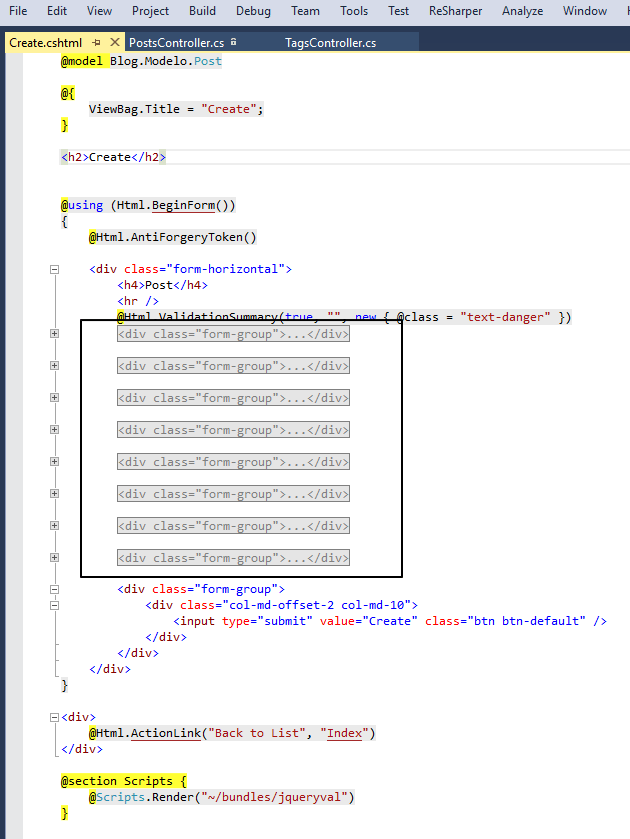 File Edit View Project Build Debug Team Tools Test ReSharper Analyze Window
Create.cshtml PostsController.cs TagsController.cs
@model Blog.Modelo.Post
@{
ViewBag.Title = "Create";
}
<h2>Create</h2>
@using (Html.BeginForm())
{
@Html.AntiForgeryToken()
<div class="form-horizontal">
<h4>Post</h4>
<hr />
@Html.ValidationSummary(true, "", new { @class = "text-danger" })
<div class="form-group">...</div>
<div class="form-group">...</div>
<div class="form-group">...</div>
<div class="form-group">...</div>
<div class="form-group">...</div>
<div class="form-group">...</div>
<div class="form-group">...</div>
<div class="form-group">...</div>
<div class="form-group">
<div class="col-md-offset-2 col-md-10">
<input type="submit" value="Create" class="btn btn-default" />
</div>
</div>
</div>
}
<div>
@Html.ActionLink("Back to List", "Index")
</div>
@section Scripts {
@Scripts.Render("~/bundles/jqueryval")
}